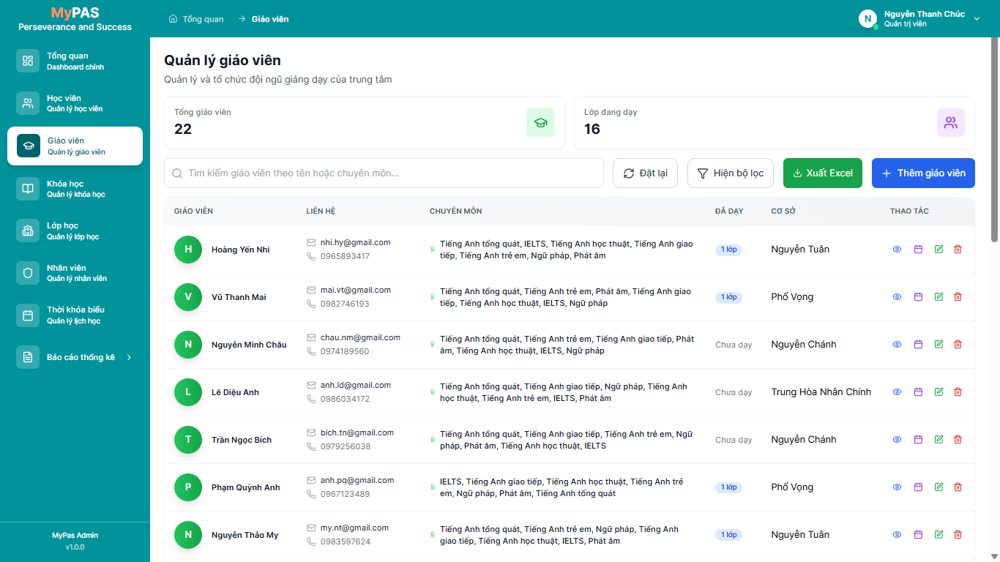 MyPAS
Perseverance and Success
Tổng quan
Giáo viên
N
Nguyễn Thanh Chúc
Quản trị viên
Tổng quan
Dashboard chính
Học viên
Quản lý học viên
Giáo viên
Quản lý giáo viên
Khóa học
Quản lý khóa học
Lớp học
Quản lý lớp học
Nhân viên
Quản lý nhân viên
Thời khóa biểu
Quản lý lịch học
Báo cáo thống kê
MyPas Admin
v1.0.0
Quản lý giáo viên
Quản lý và tổ chức đội ngũ giảng dạy của trung tâm
Tổng giáo viên
22
Lớp đang dạy
16
Tìm kiếm giáo viên theo tên hoặc chuyên môn...
Đặt lại
Hiện bộ lọc
Xuất Excel
Thêm giáo viên
GIÁO VIÊN LIÊN HỆ CHUYÊN MÔN ĐÃ DẠY CƠ SỞ THAO TÁC
H
Hoàng Yến Nhi
nhi.hy@gmail.com
0965893417
Tiếng Anh tổng quát, IELTS, Tiếng Anh học thuật, Tiếng Anh giao
tiếp, Tiếng Anh trẻ em, Ngữ pháp, Phát âm
1 lớp
Nguyễn Tuân
V
Vũ Thanh Mai
mai.vt@gmail.com
0982746193
Tiếng Anh tổng quát, Tiếng Anh trẻ em, Phát âm, Tiếng Anh giao
tiếp, Tiếng Anh học thuật, IELTS, Ngữ pháp
1 lớp
Phố Vọng
N
Nguyễn Minh Châu
chau.nm@gmail.com
0974189560
Tiếng Anh tổng quát, Tiếng Anh trẻ em, Tiếng Anh giao tiếp, Phát
âm, Tiếng Anh học thuật, IELTS, Ngữ pháp
Chưa dạy
Nguyễn Chánh
L
Lê Diệu Anh
anh.ld@gmail.com
0986034172
Tiếng Anh tổng quát, Tiếng Anh giao tiếp, Ngữ pháp, Tiếng Anh
học thuật, Tiếng Anh trẻ em, IELTS, Phát âm
Chưa dạy
Trung Hòa Nhân Chính
T
Trần Ngọc Bích
bich.tn@gmail.com
0979256038
Tiếng Anh tổng quát, Tiếng Anh giao tiếp, Tiếng Anh trẻ em, Ngữ
pháp, Phát âm, Tiếng Anh học thuật, IELTS
Chưa dạy
Nguyễn Chánh
P
Phạm Quỳnh Anh
anh.pq@gmail.com
0967123489
IELTS, Tiếng Anh giao tiếp, Tiếng Anh học thuật, Tiếng Anh trẻ
em, Ngữ pháp, Phát âm, Tiếng Anh tổng quát
1 lớp
Phố Vọng
N
Nguyễn Thảo My
my.nt@gmail.com
0983597624
Tiếng Anh tổng quát, Tiếng Anh trẻ em, Ngữ pháp, Tiếng Anh
giao tiếp, Tiếng Anh học thuật, IELTS, Phát âm
1 lớp
Nguyễn Tuân